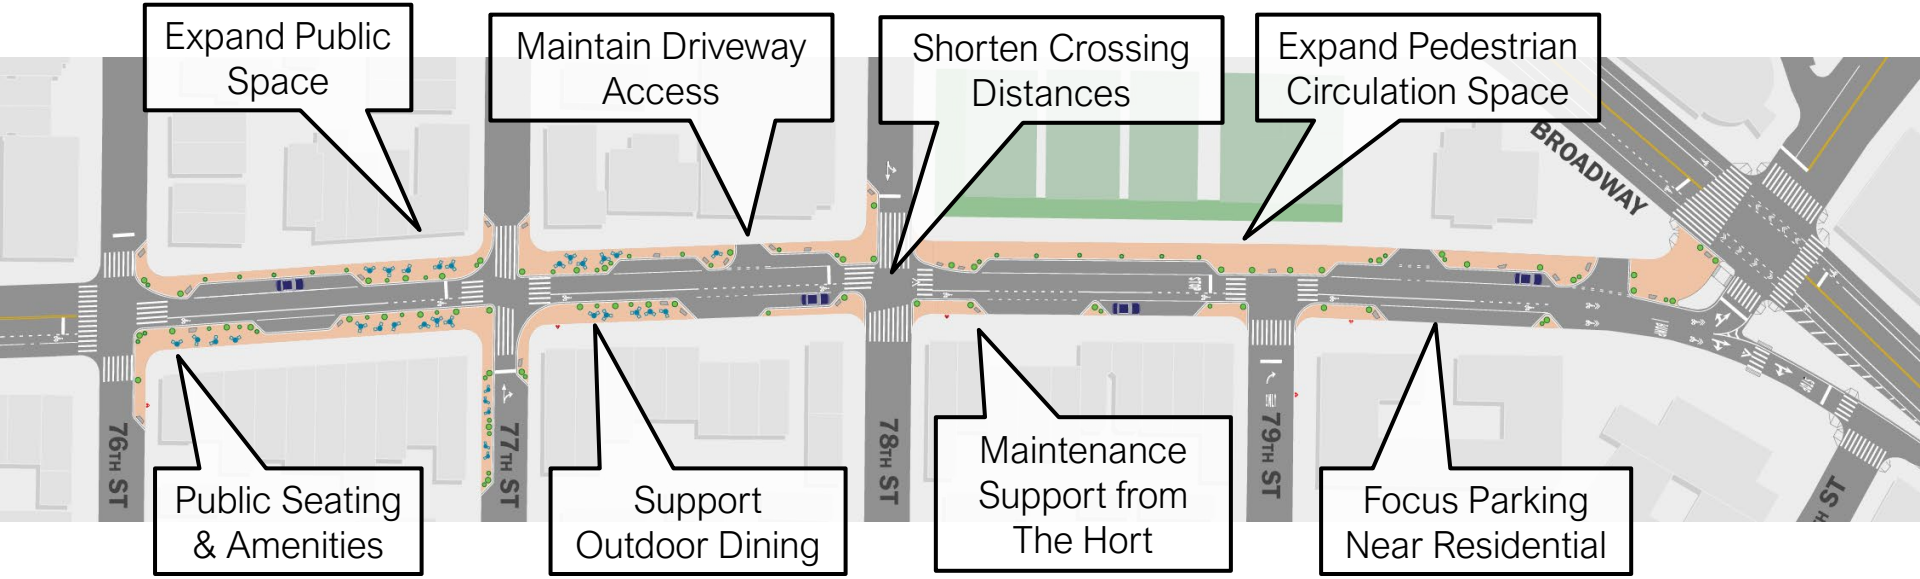 Expand Public
Space
Maintain Driveway
Access
Shorten Crossing
Distances
Expand Pedestrian
Circulation Space
BROADWAY
76TH ST
77TH ST
78TH ST
79TH ST
H ST
Public Seating
& Amenities
Support
Outdoor Dining
Maintenance
Support from
The Hort
Focus Parking
Near Residential